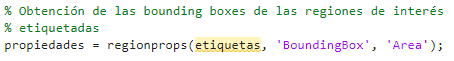 % Obtención de las bounding boxes de las regiones de interés
% etiquetadas
propiedades = regionprops(etiquetas, 'BoundingBox', 'Area');